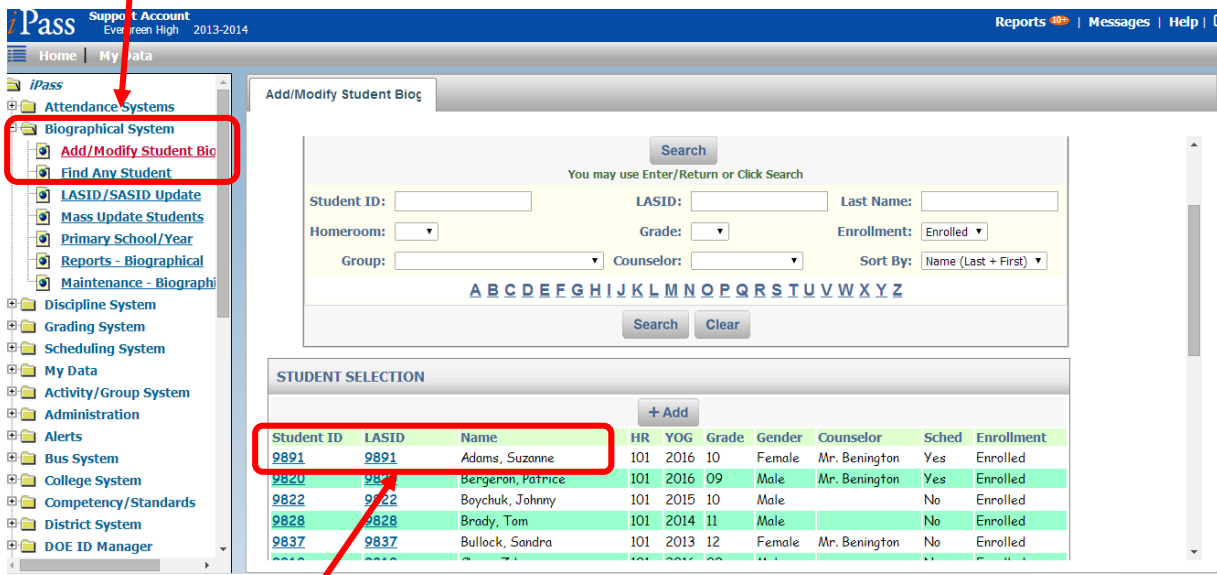 iPass Support Account
Evergreen High 2013-2014
Reports 10+ | Messages | Help |
Home | My Data
iPass
Attendance Systems
Biographical System
Add/Modify Student Bio
Find Any Student
LASID/SASID Update
Mass Update Students
Primary School/Year
Reports - Biographical
Maintenance - Biographi
Discipline System
Grading System
Scheduling System
My Data
Activity/Group System
Administration
Alerts
Bus System
College System
Competency/Standards
District System
DOE ID Manager
Add/Modify Student Biog
Search
You may use Enter/Return or Click Search
Student ID: LASID: Last Name:
Homeroom: Grade: Enrollment: Enrolled
Group: Counselor: Sort By: Name (Last + First)
A B C D E F G H I J K L M N O P Q R S T U V W X Y Z
Search Clear
STUDENT SELECTION
+ Add
Student ID LASID Name HR YOG Grade Gender Counselor Sched Enrollment
9891 9891 Adams, Suzanne 101 2016 10 Female Mr. Benington Yes Enrolled
9820 Bergeron, Patrice 101 2016 09 Male Mr. Benington Yes Enrolled
9822 9822 Boychuk, Johnny 101 2015 10 Male No Enrolled
9828 9828 Brady, Tom 101 2014 11 Male No Enrolled
9837 9837 Bullock, Sandra 101 2013 12 Female Mr. Benington No Enrolled